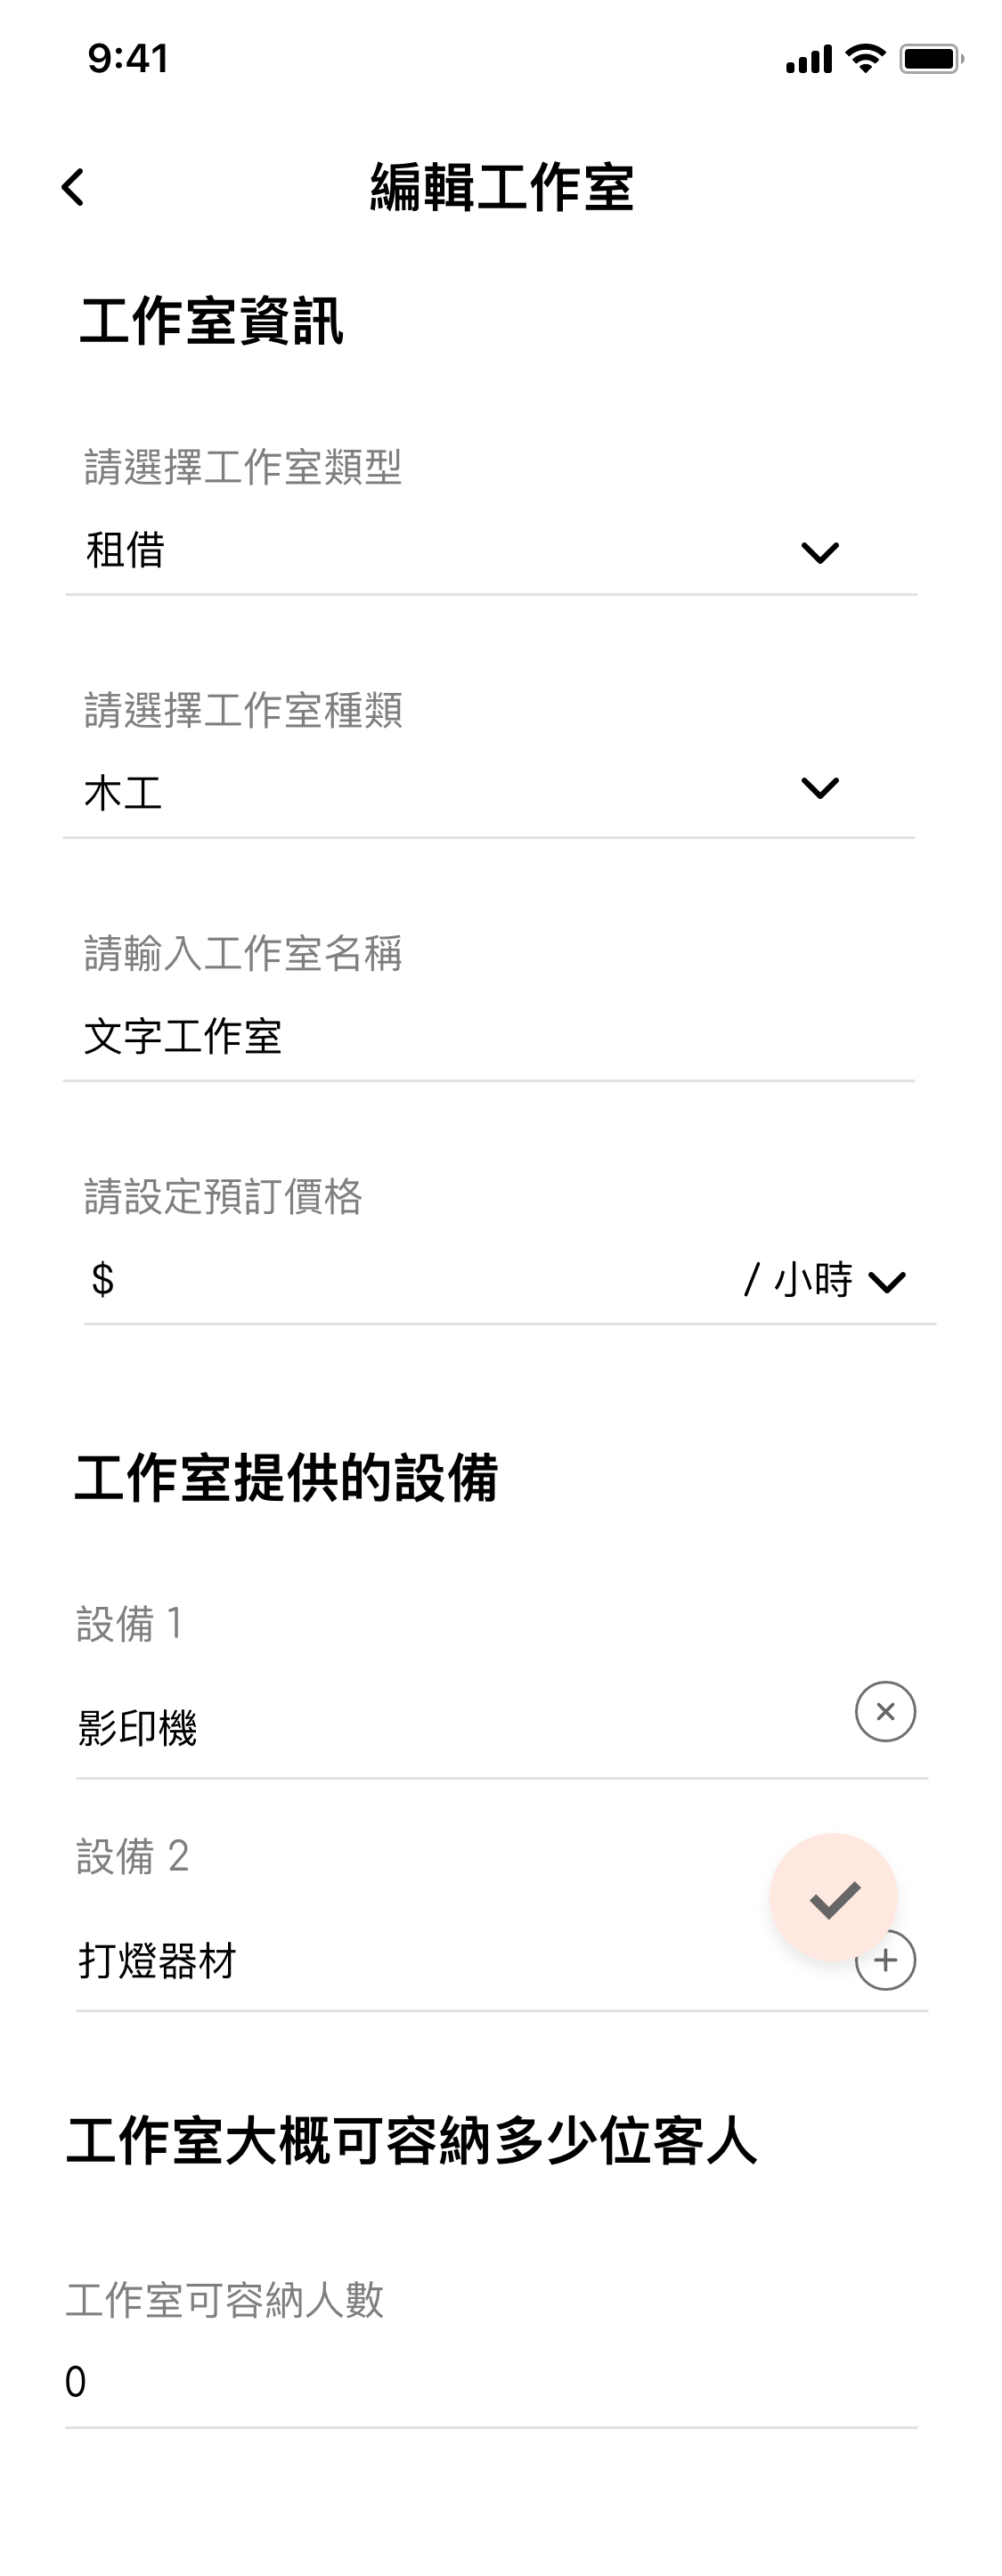 9:41
編輯工作室
工作室資訊
請選擇工作室類型
租借
請選擇工作室種類
木工
請輸入工作室名稱
文字工作室
請設定預訂價格
$ / 小時
工作室提供的設備
設備 1
影印機
設備 2
打燈器材
工作室大概可容納多少位客人
工作室可容納人數
0